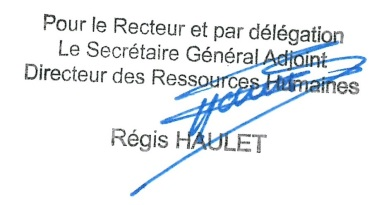 Pour le Recteur et par délégation
Le Secrétaire Général Adjoint
Directeur des Ressources Humaines
Régis HAULET